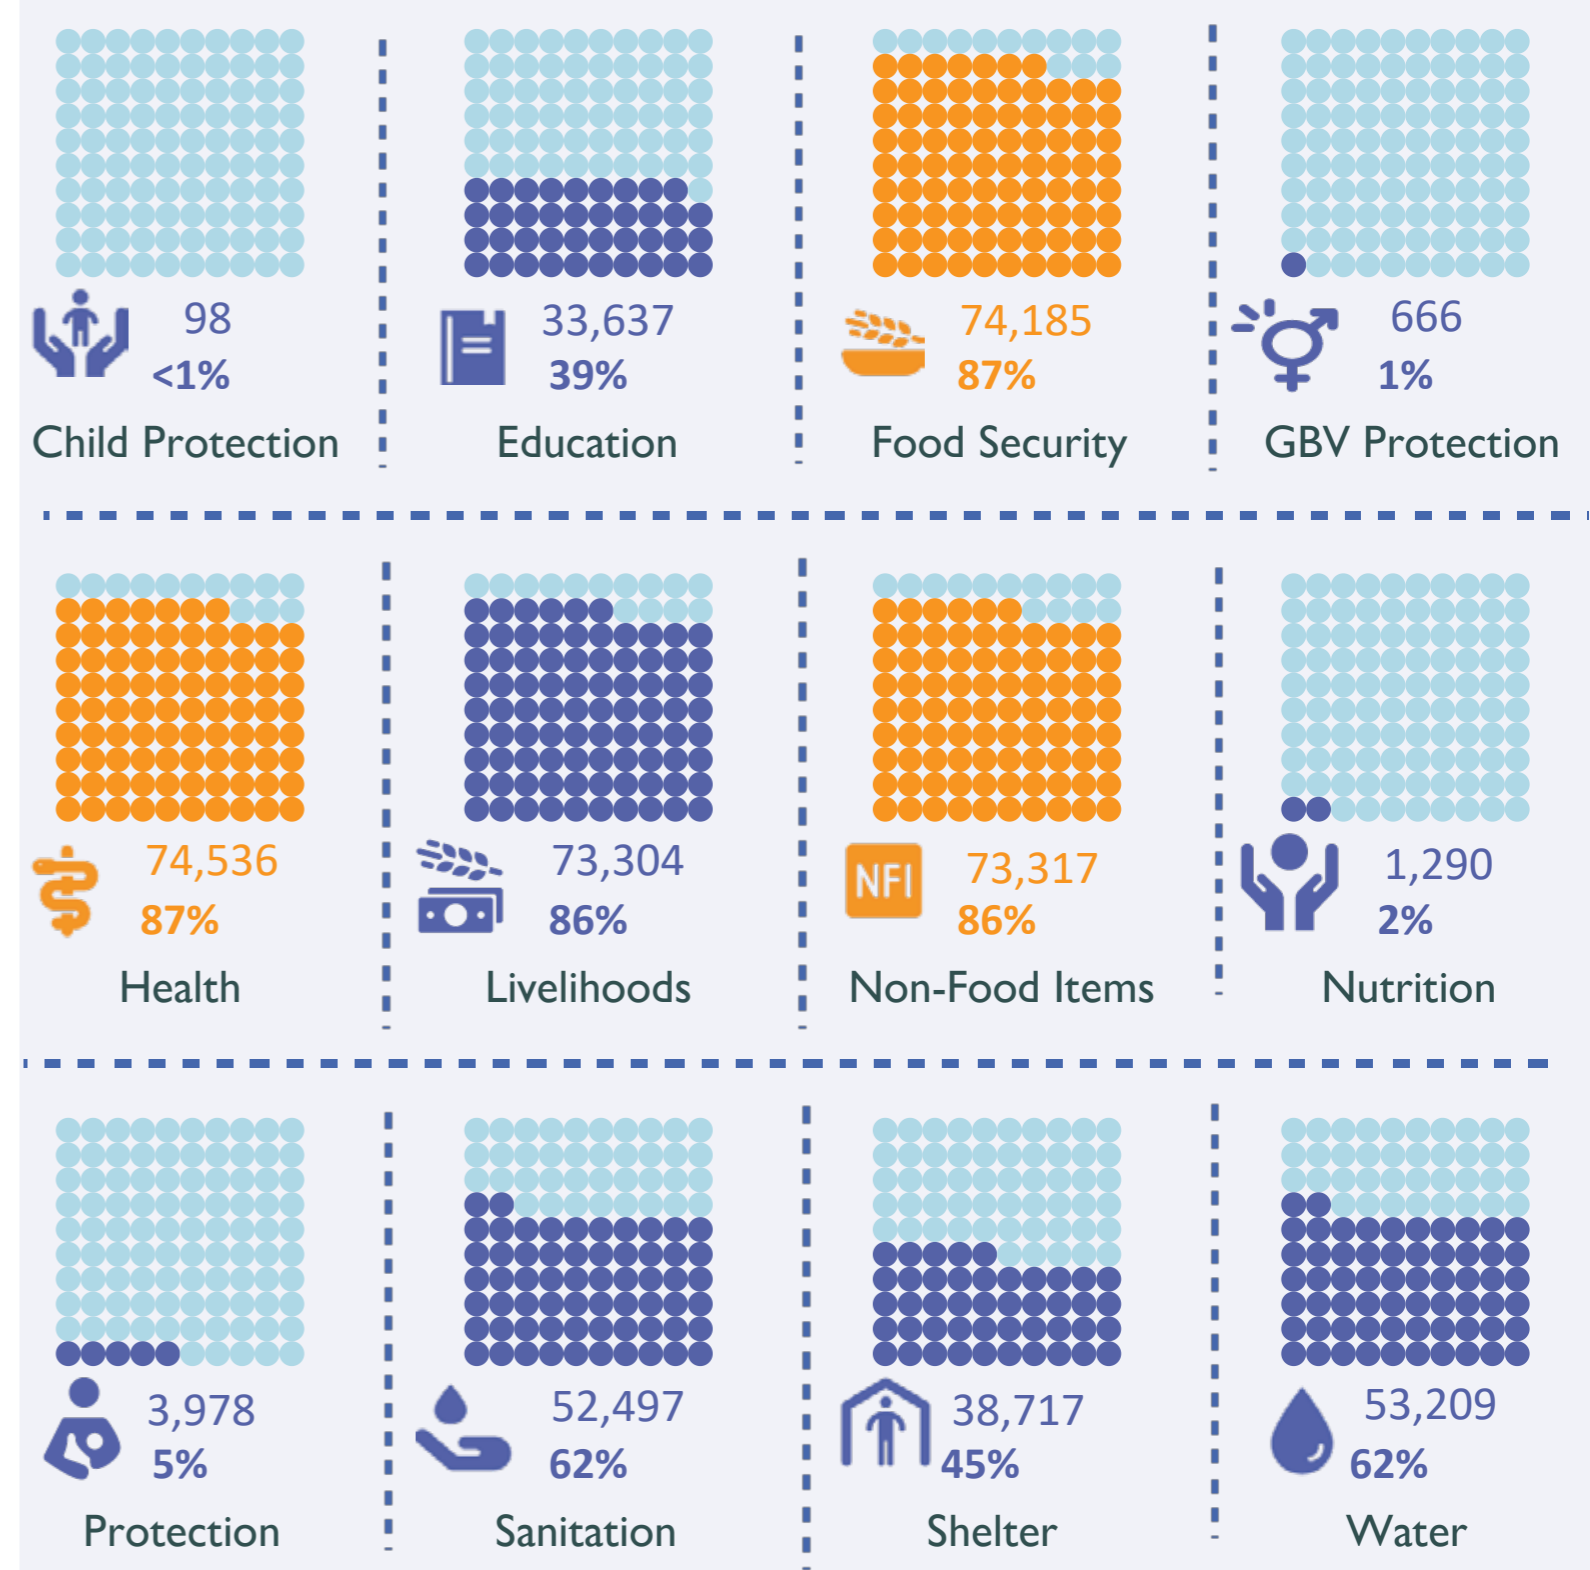 98
<1%
Child Protection
33,637
39%
Education
74,185
87%
Food Security
666
1%
GBV Protection
74,536
87%
Health
73,304
86%
Livelihoods
NFI
73,317
86%
Non-Food Items
1,290
2%
Nutrition
3,978
5%
Protection
52,497
62%
Sanitation
38,717
45%
Shelter
53,209
62%
Water